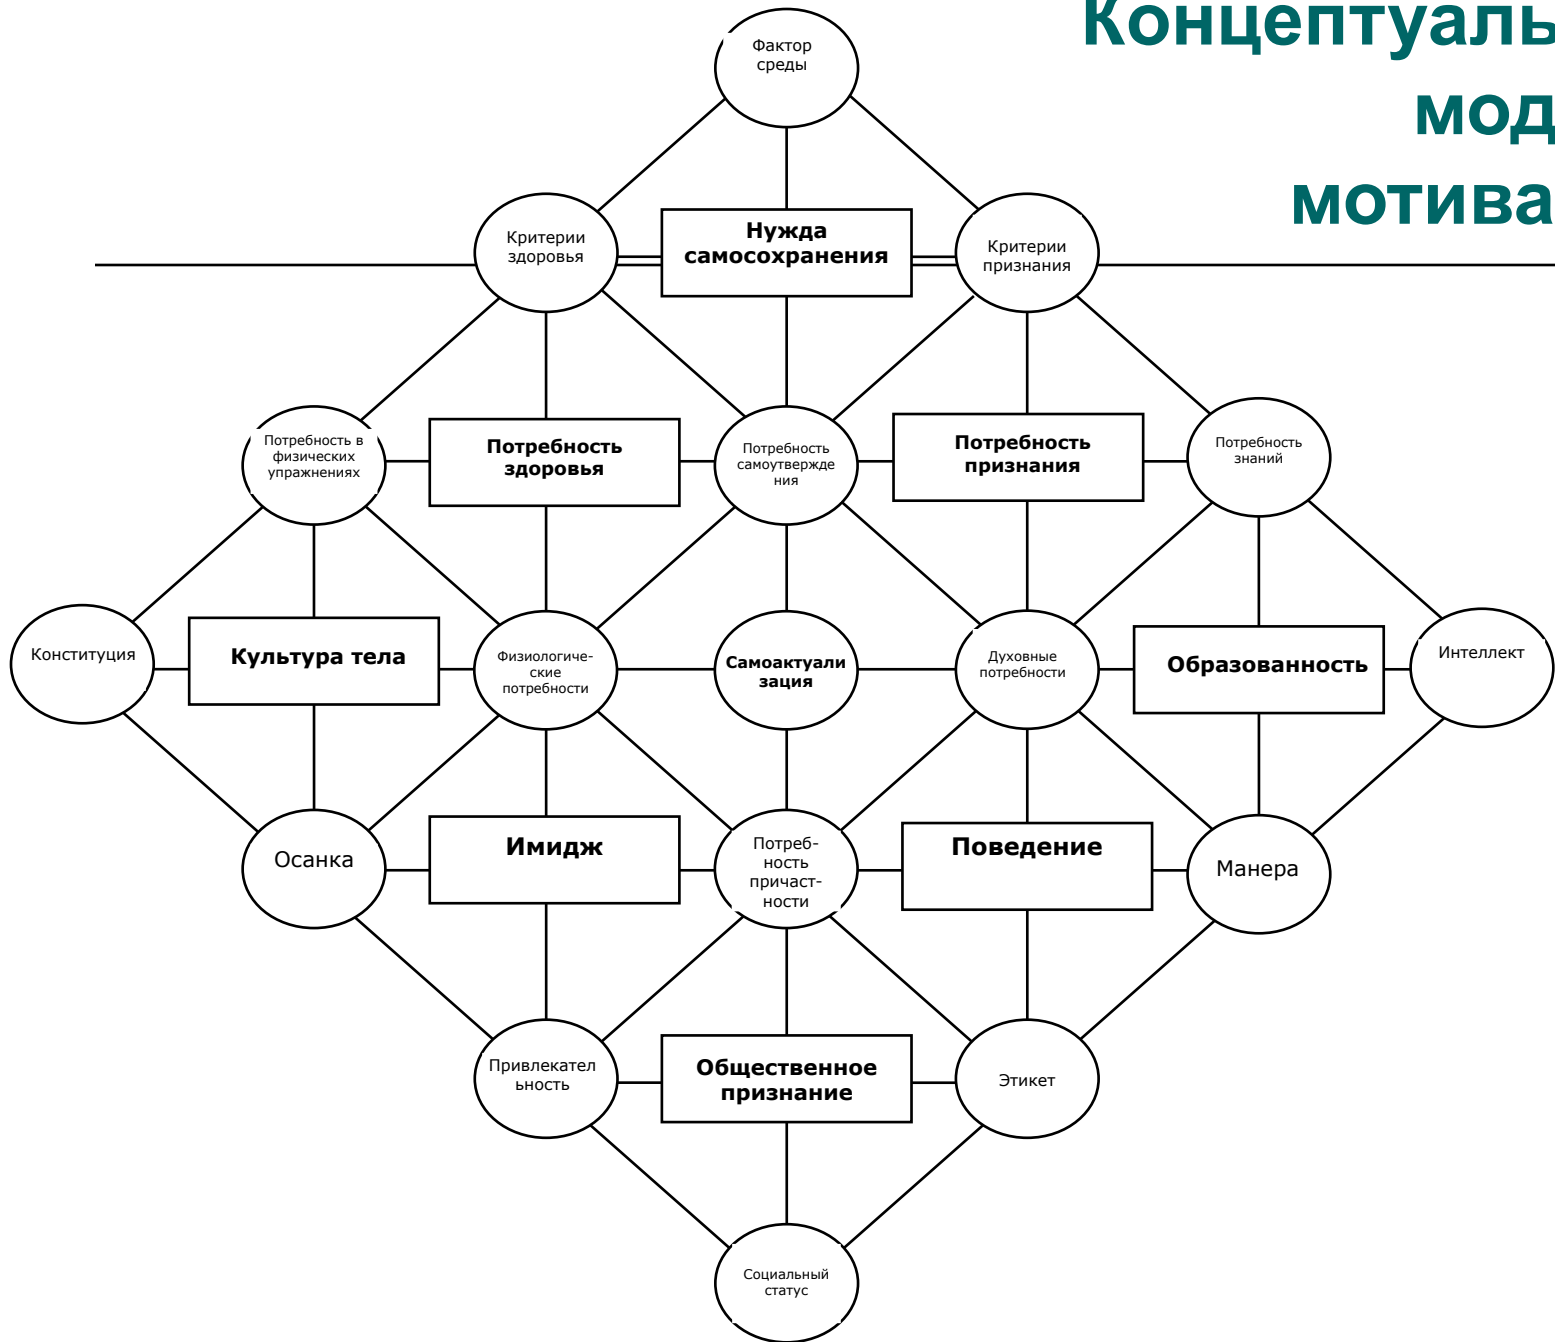 Концептуаль
мод
мотива
Фактор
среды
Критерии
здоровья
Нужда
самосохранения
Критерии
признания
Потребность в
физических
упражнениях
Потребность
здоровья
Потребность
самоутвержде
ния
Потребность
признания
Потребность
знаний
Конституция
Культура тела
Физиологиче-
ские
потребности
Самоактуали
зация
Духовные
потребности
Образованность
Интеллект
Осанка
Имидж
Потреб-
ность
причаст-
ности
Поведение
Манера
Привлекател
ьность
Общественное
признание
Этикет
Социальный
статус